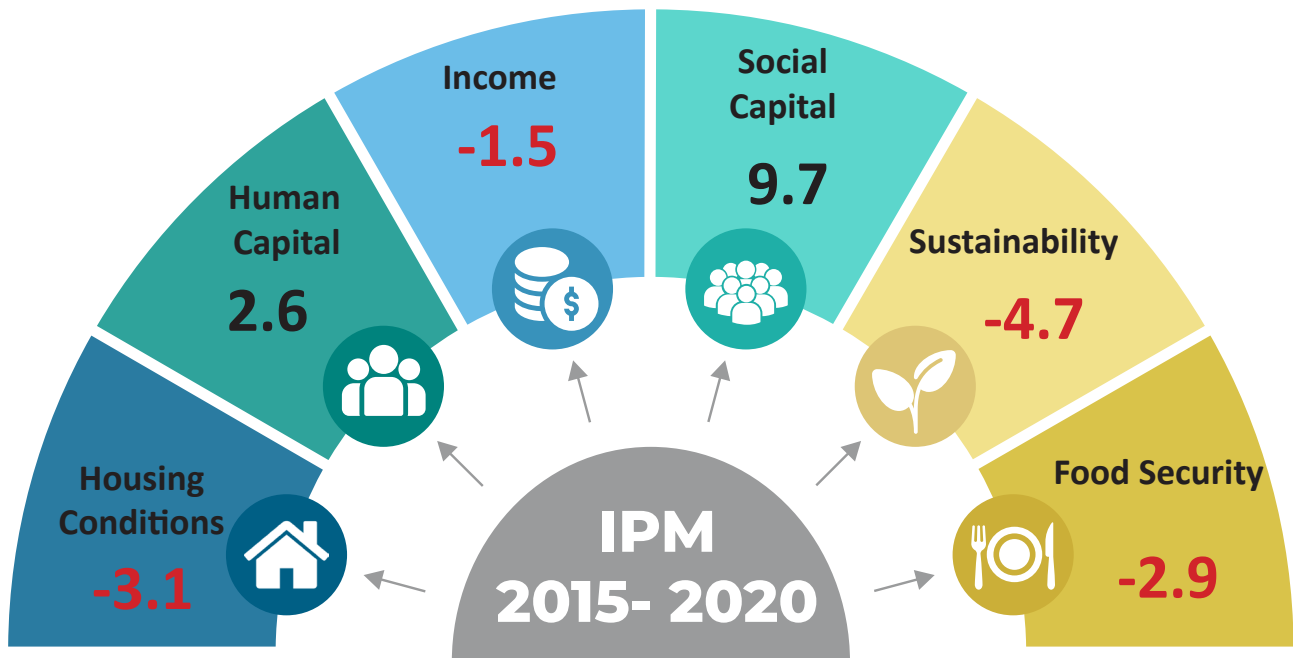 Housing
Conditions
-3.1
Human
Capital
2.6
Income
-1.5
$
Social
Capital
9.7
Sustainability
-4.7
Food Security
-2.9
IPM
2015- 2020